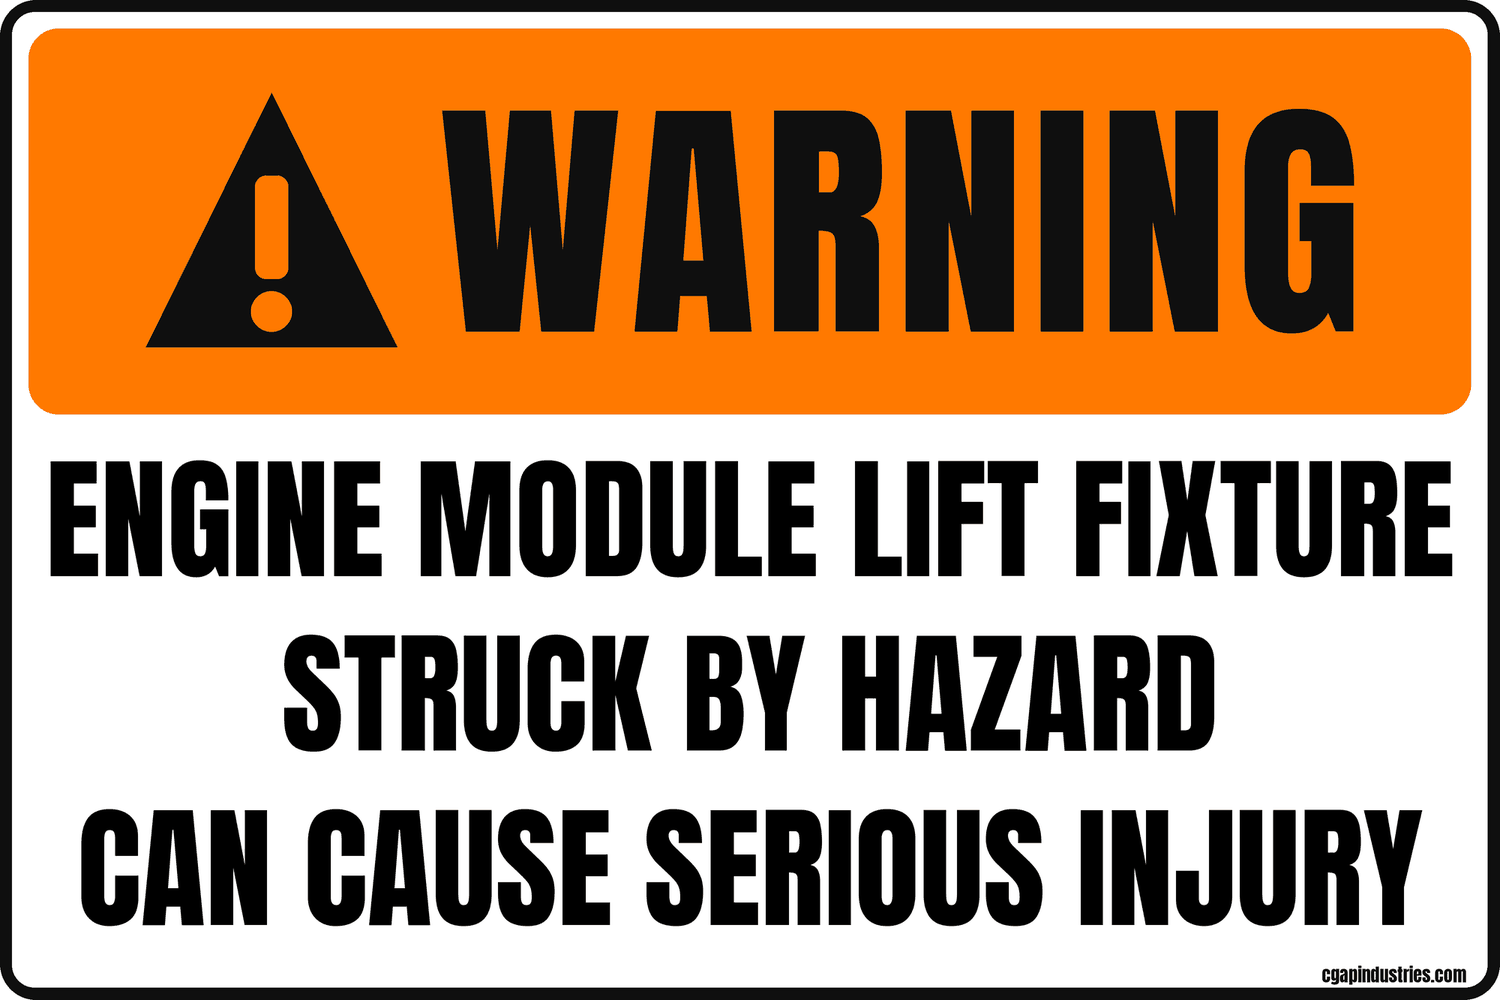 WARNING
ENGINE MODULE LIFT FIXTURE
STRUCK BY HAZARD
CAN CAUSE SERIOUS INJURY
cgapindustries.com